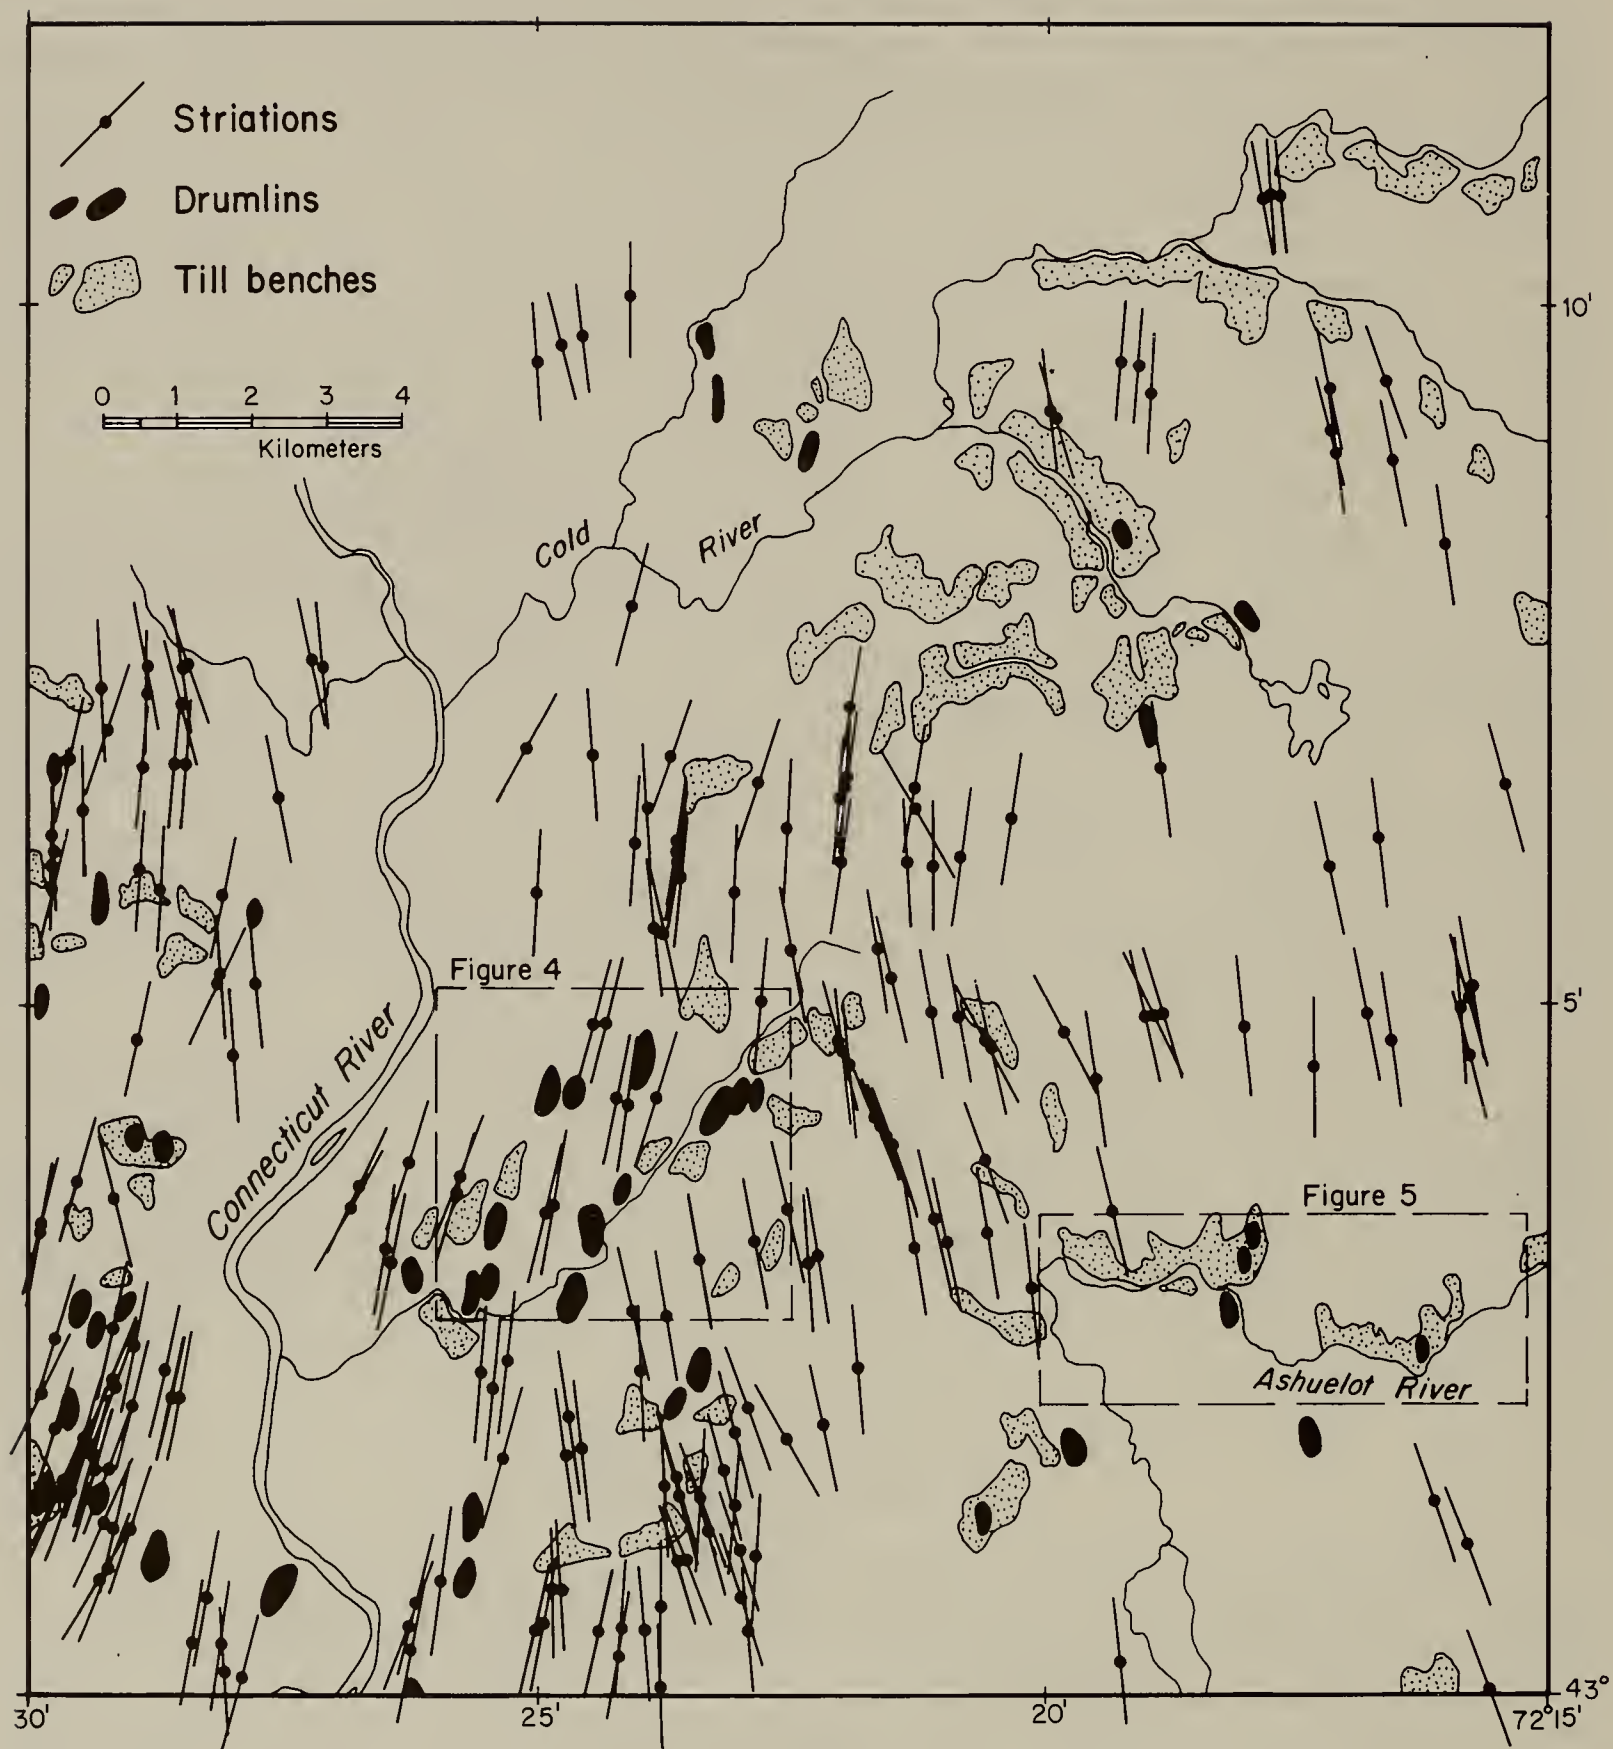 Striations
Drumlins
Till benches
0 1 2 3 4
Kilometers
10'
Cold River
Figure 4
5'
Connecticut River
Figure 5
Ashuelot River
43°
30' 25' 20' 72°15'